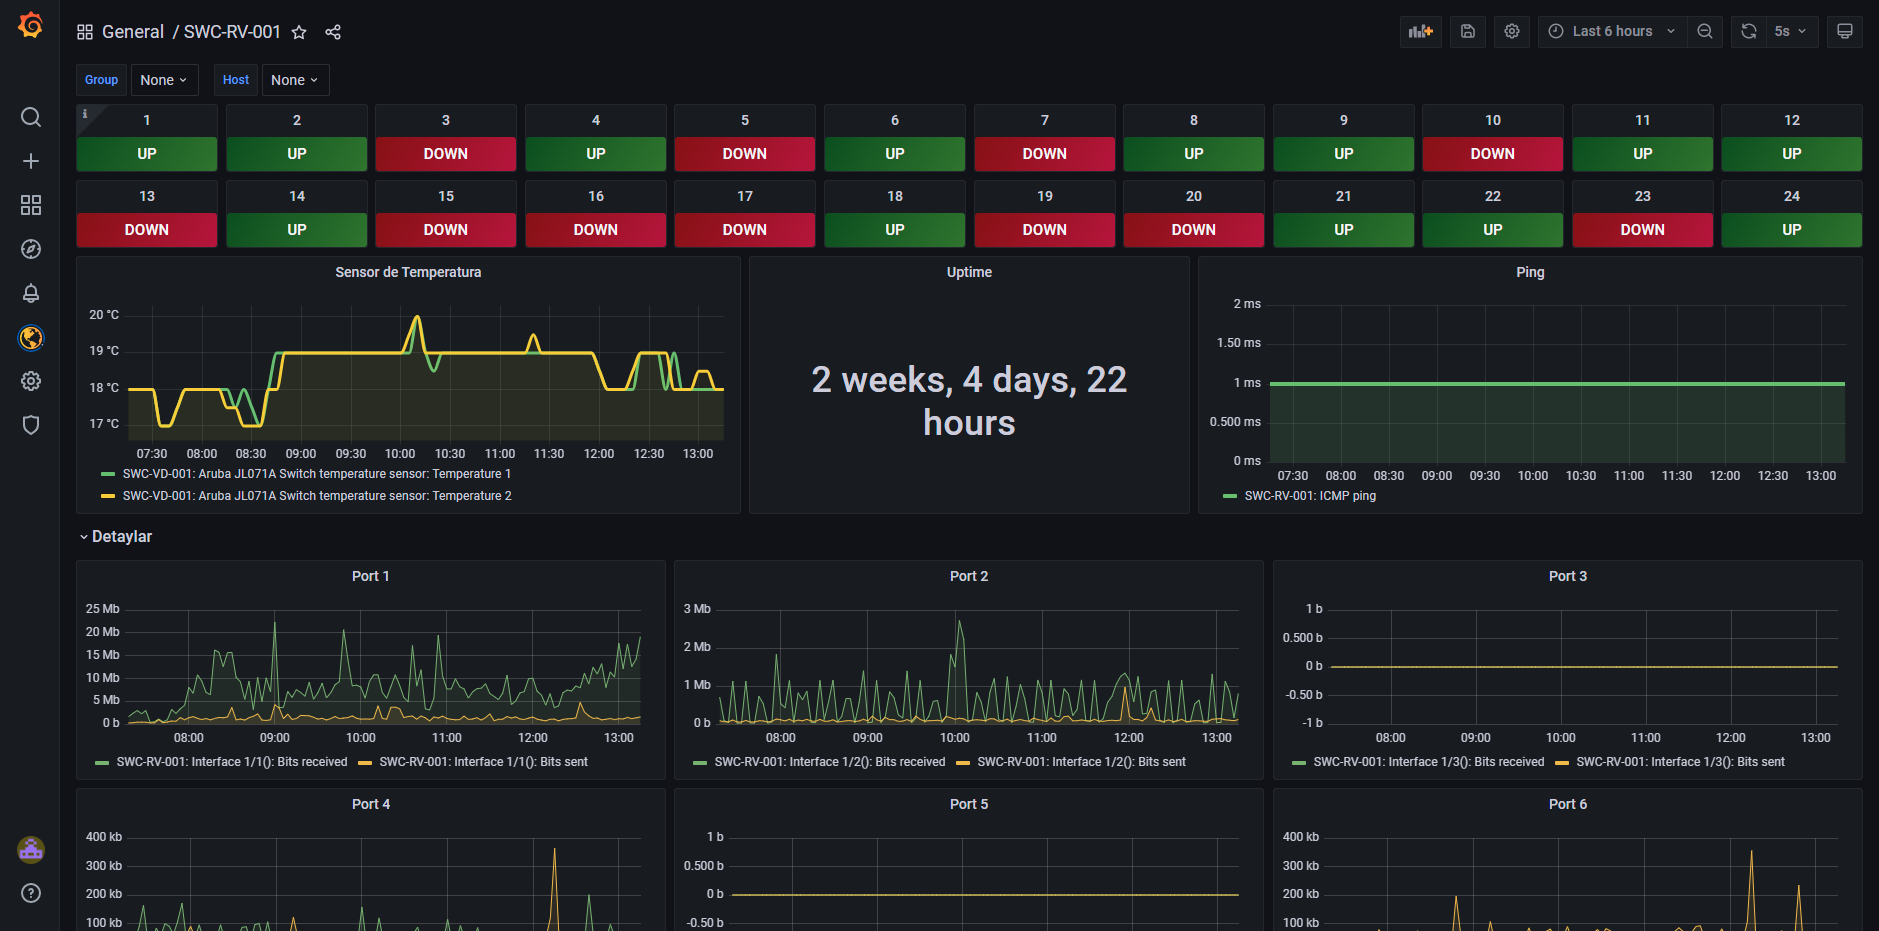 General / SWC-RV-001
Last 6 hours
5s
Group None Host None
1 2 3 4 5 6 7 8 9 10 11 12
UP UP DOWN UP DOWN UP DOWN UP UP DOWN UP UP
13 14 15 16 17 18 19 20 21 22 23 24
DOWN UP DOWN DOWN DOWN UP DOWN DOWN UP UP DOWN UP
Sensor de Temperatura
20 °C
19 °C
18 °C
17 °C
07:30 08:00 08:30 09:00 09:30 10:00 10:30 11:00 11:30 12:00 12:30 13:00
SWC-VD-001: Aruba JL071A Switch temperature sensor: Temperature 1
SWC-VD-001: Aruba JL071A Switch temperature sensor: Temperature 2
Uptime
2 weeks, 4 days, 22
hours
Ping
2 ms
1.50 ms
1 ms
0.500 ms
0 ms
07:30 08:00 08:30 09:00 09:30 10:00 10:30 11:00 11:30 12:00 12:30 13:00
SWC-RV-001: ICMP ping
Detaylar
Port 1
25 Mb
20 Mb
15 Mb
10 Mb
5 Mb
0 b
08:00 09:00 10:00 11:00 12:00 13:00
SWC-RV-001: Interface 1/1(): Bits received SWC-RV-001: Interface 1/1(): Bits sent
Port 2
3 Mb
2 Mb
1 Mb
0 b
08:00 09:00 10:00 11:00 12:00 13:00
SWC-RV-001: Interface 1/2(): Bits received SWC-RV-001: Interface 1/2(): Bits sent
Port 3
1 b
0.500 b
0 b
-0.50 b
-1 b
08:00 09:00 10:00 11:00 12:00 13:00
SWC-RV-001: Interface 1/3(): Bits received SWC-RV-001: Interface 1/3(): Bits sent
Port 4
400 kb
300 kb
200 kb
100 kb
Port 5
1 b
0.500 b
0 b
-0.50 b
Port 6
400 kb
300 kb
200 kb
100 kb